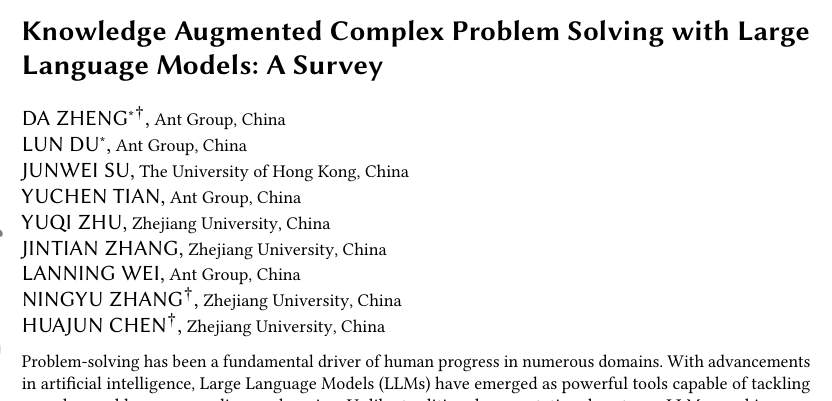 Knowledge Augmented Complex Problem Solving with Large
Language Models: A Survey
DA ZHENG*†, Ant Group, China
LUN DU*, Ant Group, China
JUNWEI SU, The University of Hong Kong, China
YUCHEN TIAN, Ant Group, China
YUQI ZHU, Zhejiang University, China
JINTIAN ZHANG, Zhejiang University, China
LANNING WEI, Ant Group, China
NINGYU ZHANG†, Zhejiang University, China
HUAJUN CHEN†, Zhejiang University, China
Problem-solving has been a fundamental driver of human progress in numerous domains. With advancements
in artificial intelligence, Large Language Models (LLMs) have emerged as powerful tools capable of tackling